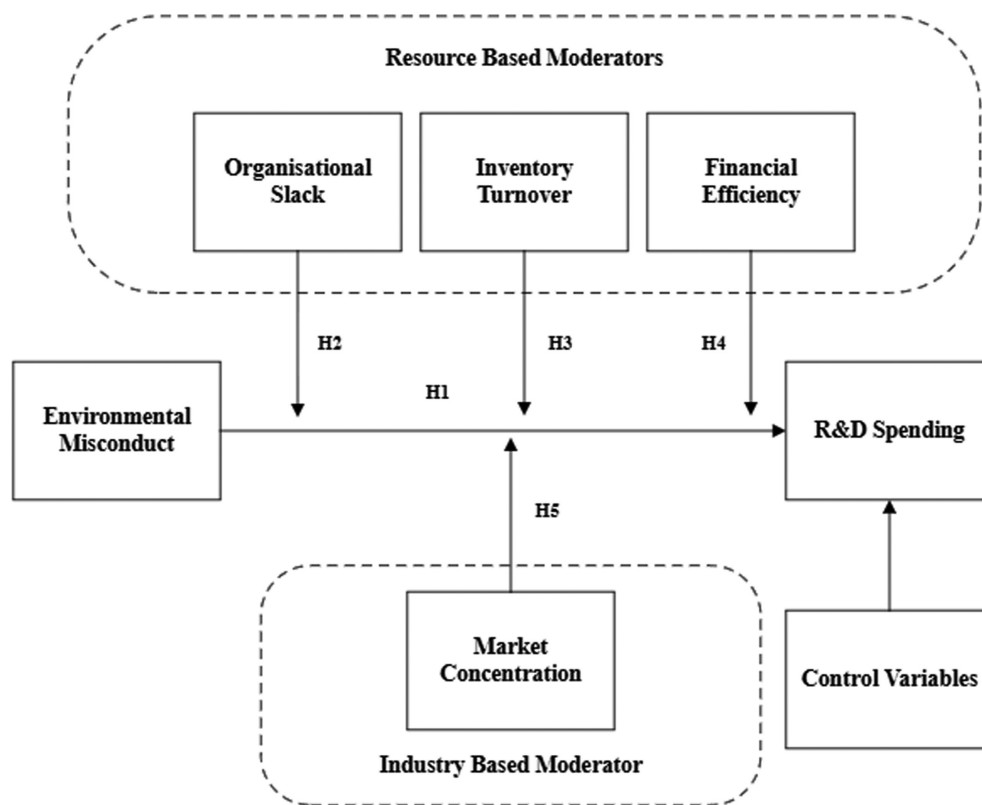 Resource Based Moderators
Organisational
Slack
Inventory
Turnover
Financial
Efficiency
H2
H3
H4
Environmental
Misconduct
H1
R&D Spending
H5
Market
Concentration
Control Variables
Industry Based Moderator